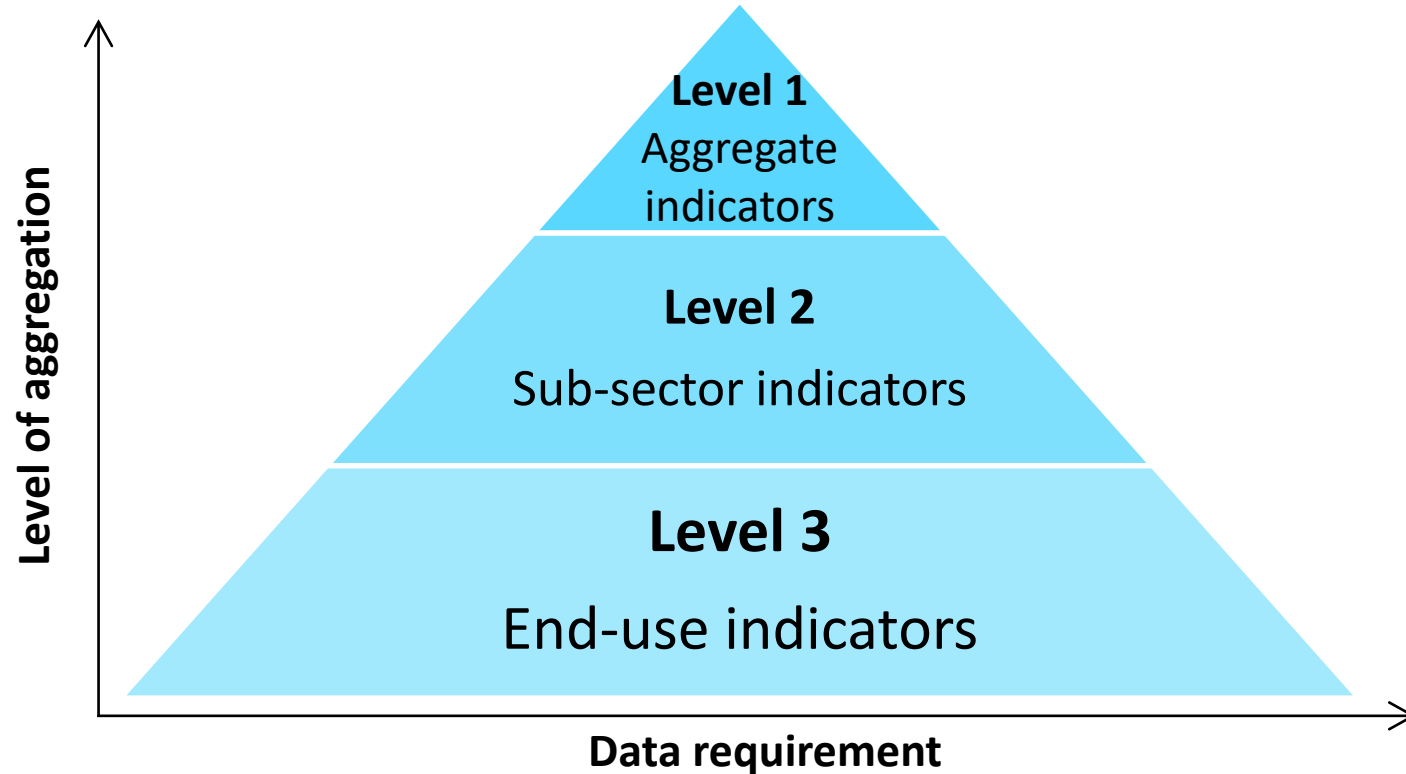 Level of aggregation
Level 1
Aggregate
indicators
Level 2
Sub-sector indicators
Level 3
End-use indicators
Data requirement